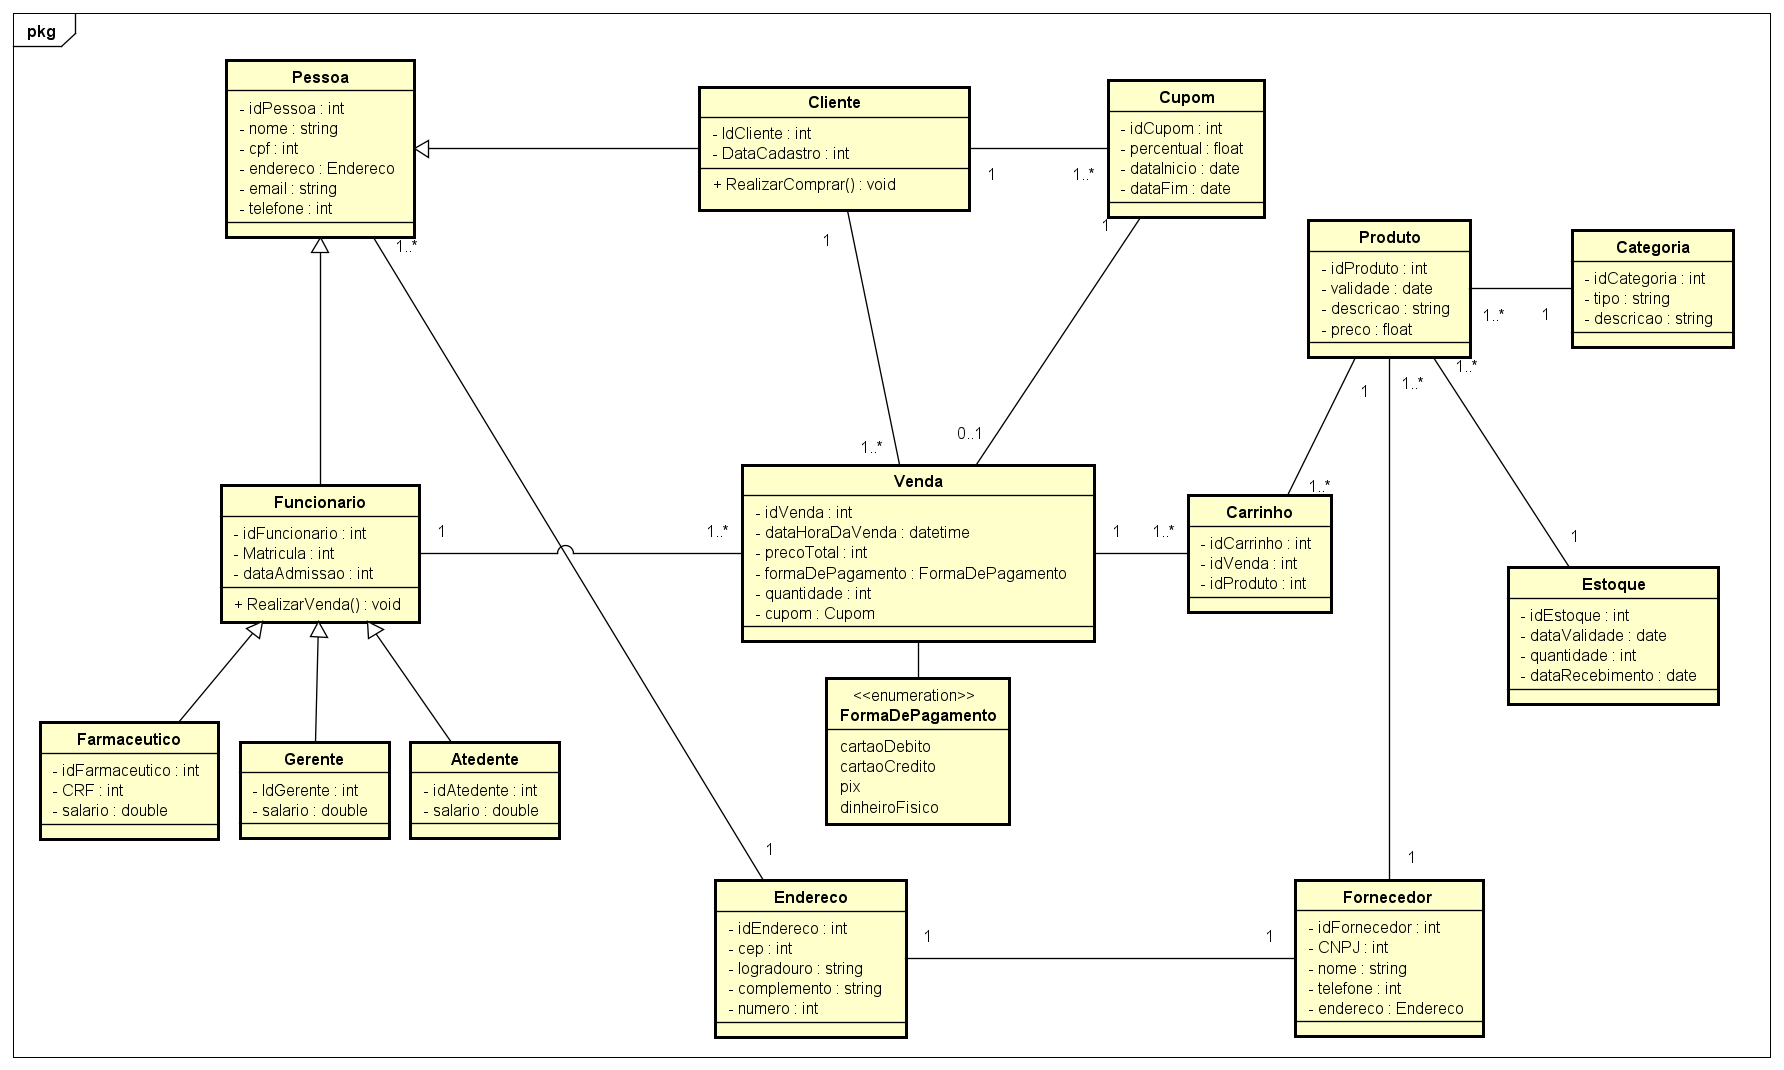 pkg
Pessoa
- idPessoa : int
- nome : string
- cpf : int
- endereco : Endereco
- email : string
- telefone : int
Cliente
- IdCliente : int
- DataCadastro : int
+ RealizarComprar() : void
Cupom
- idCupom : int
- percentual : float
- dataInicio : date
- dataFim : date
1
1..*
1..*
1
1
Produto
- idProduto : int
- validade : date
- descricao : string
- preco : float
Categoria
- idCategoria : int
- tipo : string
- descricao : string
1..*
1
1..*
1..*
1
1..*
0..1
Funcionario
- idFuncionario : int
- Matricula : int
- dataAdmissao : int
+ RealizarVenda() : void
1
1..*
Venda
- idVenda : int
- dataHoraDaVenda : datetime
- precoTotal : int
- formaDePagamento : FormaDePagamento
- quantidade : int
- cupom : Cupom
1
1..*
1..*
Carrinho
- idCarrinho : int
- idVenda : int
- idProduto : int
1
Estoque
- idEstoque : int
- dataValidade : date
- quantidade : int
- dataRecebimento : date
<<enumeration>>
FormaDePagamento
cartaoDebito
cartaoCredito
pix
dinheiroFisico
Farmaceutico
- idFarmaceutico : int
- CRF : int
- salario : double
Gerente
- IdGerente : int
- salario : double
Atedente
- idAtedente : int
- salario : double
1
1
Endereco
- idEndereco : int
- cep : int
- logradouro : string
- complemento : string
- numero : int
1
1
Fornecedor
- idFornecedor : int
- CNPJ : int
- nome : string
- telefone : int
- endereco : Endereco